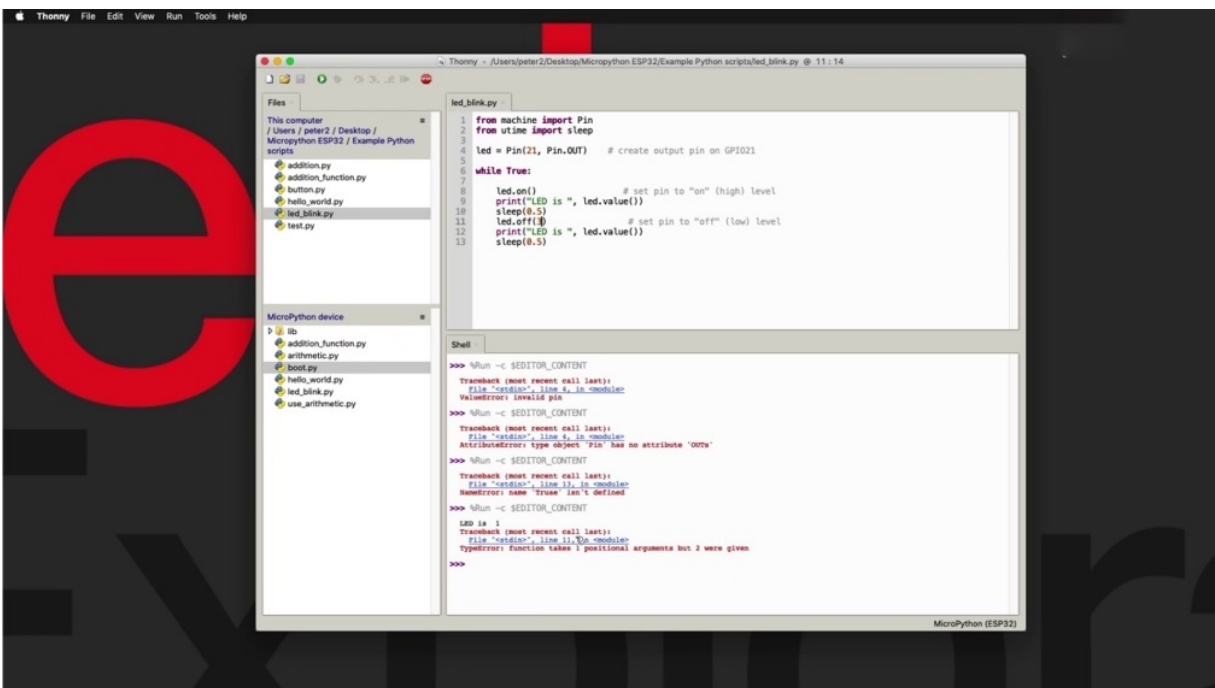 Thonny File Edit View Run Tools Help
Thonny - /Users/peter2/Desktop/Micropython ESP32/Example Python scripts/led_blink.py @ 11 : 14
Files
This computer
/ Users / peter2 / Desktop /
Micropython ESP32 / Example Python
scripts
addition.py
addition_function.py
button.py
hello_world.py
led_blink.py
test.py
MicroPython device
lib
addition_function.py
arithmetic.py
boot.py
hello_world.py
led_blink.py
use_arithmetic.py
led_blink.py
1 from machine import Pin
2 from utime import sleep
3
4 led = Pin(21, Pin.OUT) # create output pin on GPIO21
5
6 while True:
7
8 led.on() # set pin to "on" (high) level
9 print("LED is ", led.value())
10 sleep(0.5)
11 led.off(3) # set pin to "off" (low) level
12 print("LED is ", led.value())
13 sleep(0.5)
Shell
>>> %Run -c $EDITOR_CONTENT
Traceback (most recent call last):
File "<stdin>", line 4, in <module>
ValueError: invalid pin
>>> %Run -c $EDITOR_CONTENT
Traceback (most recent call last):
File "<stdin>", line 4, in <module>
AttributeError: type object 'Pin' has no attribute 'OUTs'
>>> %Run -c $EDITOR_CONTENT
Traceback (most recent call last):
File "<stdin>", line 13, in <module>
NameError: name 'Truae' isn't defined
>>> %Run -c $EDITOR_CONTENT
LED is 1
Traceback (most recent call last):
File "<stdin>", line 11, in <module>
TypeError: function takes 1 positional arguments but 2 were given
>>>
MicroPython (ESP32)